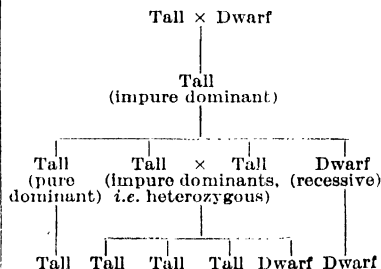 Tall × Dwarf
Tall
(impure dominant)
Tall Tall × Tall Dwarf
(pure (impure dominants, (recessive)
dominant) i.e. heterozygous)
Tall Tall Tall Tall Dwarf Dwarf